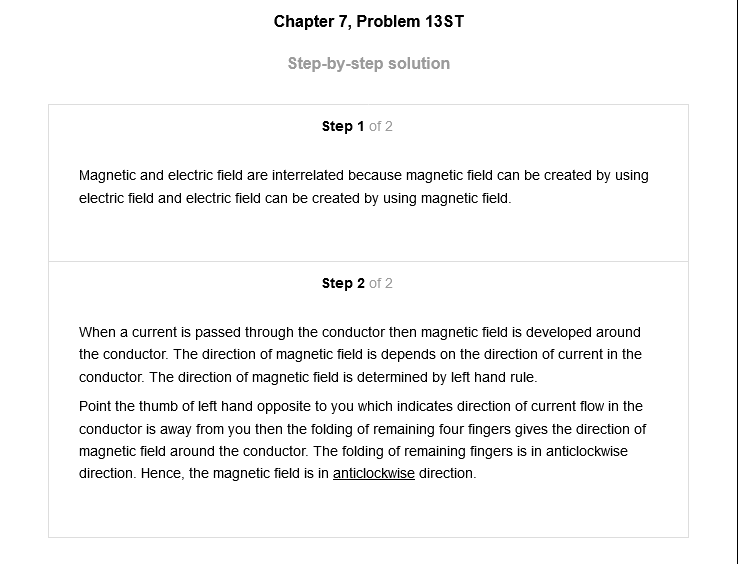 Chapter 7, Problem 13ST
Step-by-step solution
Step 1 of 2
Magnetic and electric field are interrelated because magnetic field can be created by using
electric field and electric field can be created by using magnetic field.
Step 2 of 2
When a current is passed through the conductor then magnetic field is developed around
the conductor. The direction of magnetic field is depends on the direction of current in the
conductor. The direction of magnetic field is determined by left hand rule.
Point the thumb of left hand opposite to you which indicates direction of current flow in the
conductor is away from you then the folding of remaining four fingers gives the direction of
magnetic field around the conductor. The folding of remaining fingers is in anticlockwise
direction. Hence, the magnetic field is in anticlockwise direction.